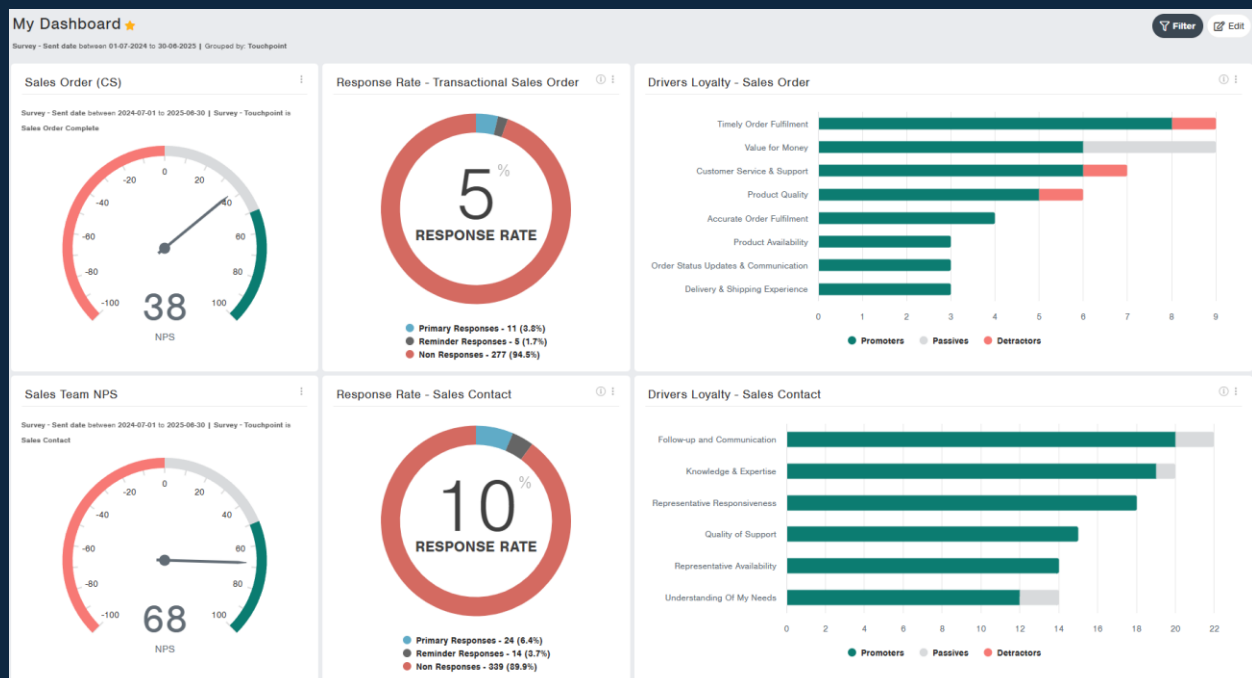 My Dashboard
Filter
Edit
Survey - Sent date between 01-07-2024 to 30-06-2025 | Grouped by: Touchpoint
Sales Order (CS)
Survey - Sent date between 2024-07-01 to 2025-06-30 | Survey - Touchpoint is
Sales Order Complete
-100
-80
-60
-40
-20
0
20
40
60
80
100
38
NPS
Response Rate - Transactional Sales Order
5%
RESPONSE RATE
Primary Responses - 11 (3.8%)
Reminder Responses - 5 (1.7%)
Non Responses - 277 (94.5%)
Drivers Loyalty - Sales Order
Timely Order Fulfilment
Value for Money
Customer Service & Support
Product Quality
Accurate Order Fulfilment
Product Availability
Order Status Updates & Communication
Delivery & Shipping Experience
0 1 2 3 4 5 6 7 8 9
Promoters Passives Detractors
Sales Team NPS
Survey - Sent date between 2024-07-01 to 2025-06-30 | Survey - Touchpoint is
Sales Contact
-100
-80
-60
-40
-20
0
20
40
60
80
100
68
NPS
Response Rate - Sales Contact
10%
RESPONSE RATE
Primary Responses - 24 (6.4%)
Reminder Responses - 14 (3.7%)
Non Responses - 339 (89.9%)
Drivers Loyalty - Sales Contact
Follow-up and Communication
Knowledge & Expertise
Representative Responsiveness
Quality of Support
Representative Availability
Understanding Of My Needs
0 2 4 6 8 10 12 14 16 18 20 22
Promoters Passives Detractors